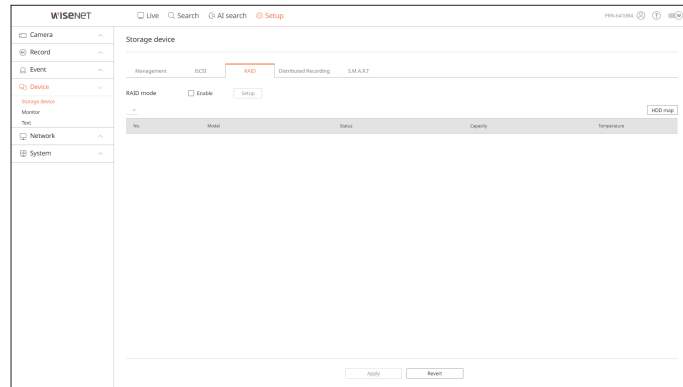 WISENET
Live Search AI search Setup
PRN-6410B4 ?
Camera
Record
Event
Device
Storage device
Monitor
Text
Network
System
Storage device
Management iSCSI RAID Distributed Recording S.M.A.R.T
RAID mode Enable Setup
HDD map
No. Model Status Capacity Temperature
Apply Revert